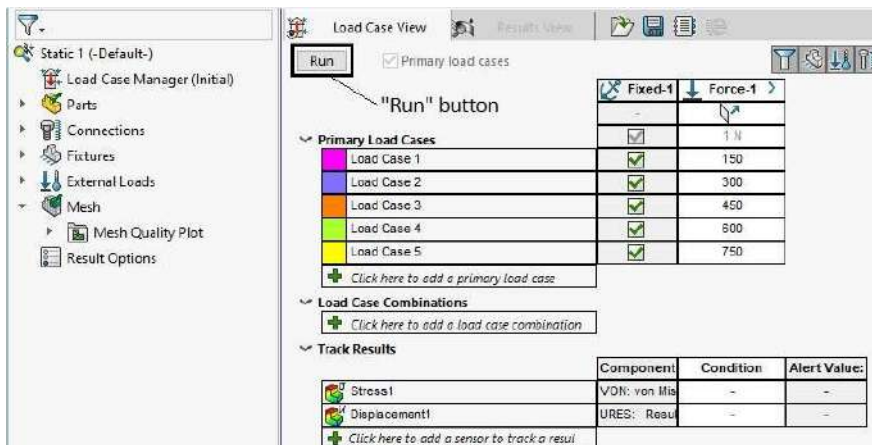 Load Case View
Results View
Static 1 (-Default-)
Load Case Manager (Initial)
Parts
Connections
Fixtures
External Loads
Mesh
Mesh Quality Plot
Result Options
Run
Primary load cases
"Run" button
Fixed-1 Force-1
- 
1 N
Primary Load Cases
Load Case 1 150
Load Case 2 300
Load Case 3 450
Load Case 4 600
Load Case 5 750
Click here to add a primary load case
Load Case Combinations
Click here to add a load case combination
Track Results
Component Condition Alert Value:
Stress1 VON: von Mis - -
Displacement1 URES: Resul - -
Click here to add a sensor to track a resul